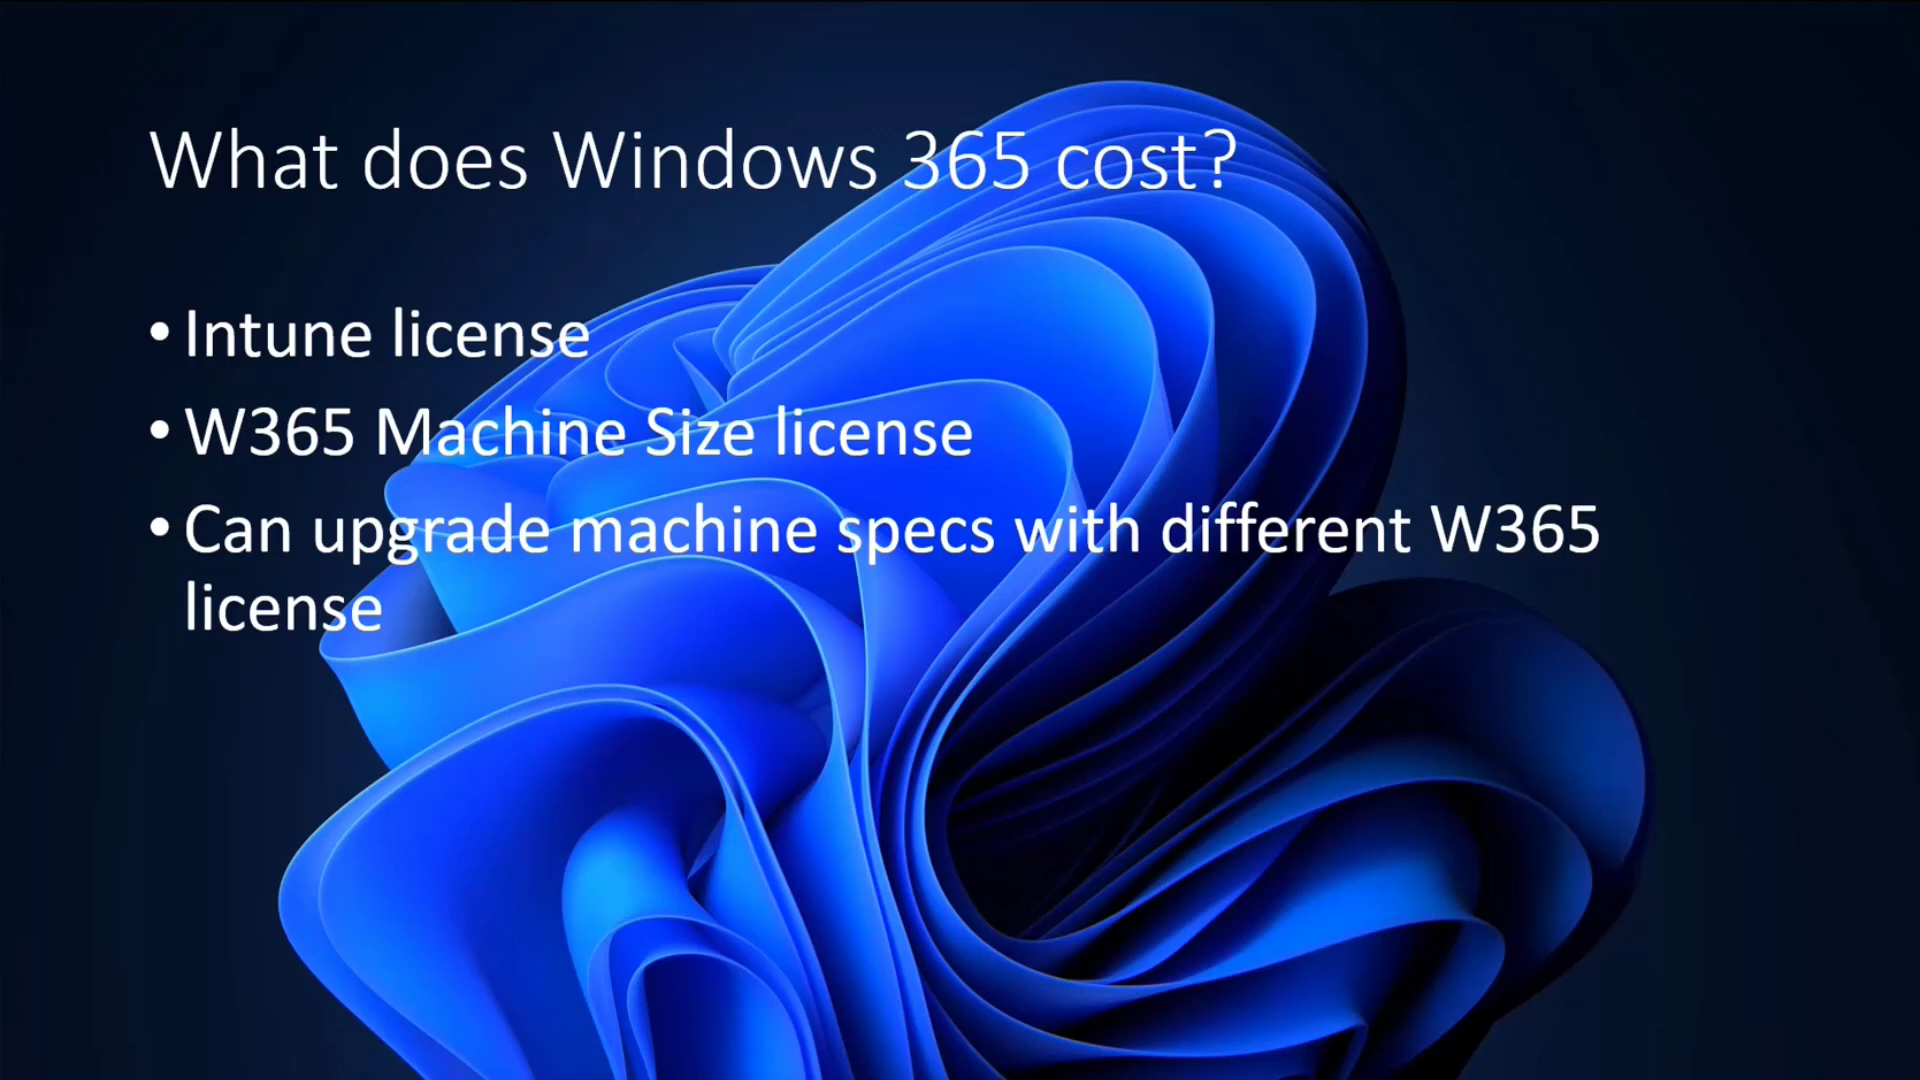 What does Windows 365 cost?
• Intune license
• W365 Machine Size license
• Can upgrade machine specs with different W365
license